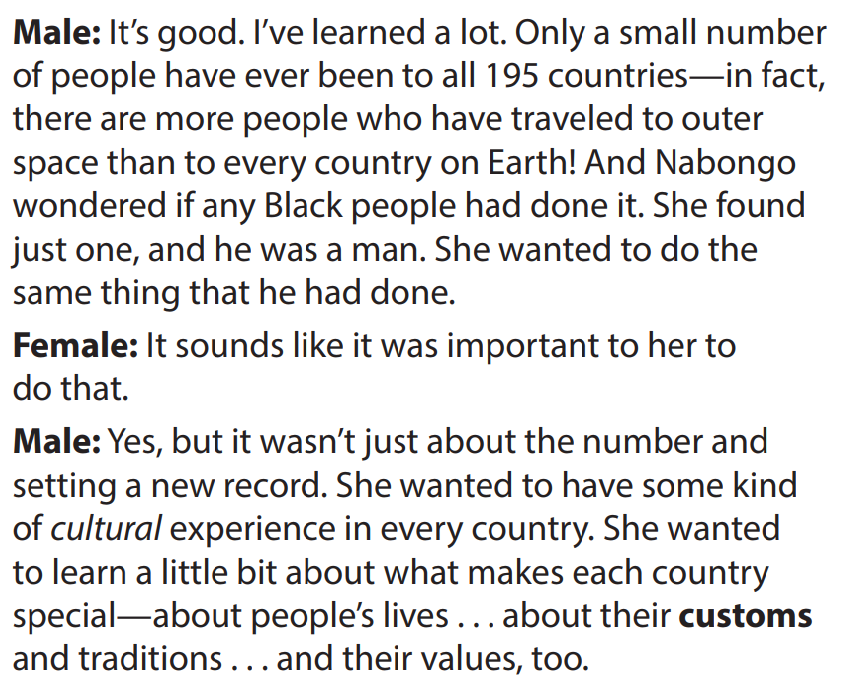 Male: It’s good. I’ve learned a lot. Only a small number
of people have ever been to all 195 countries—in fact,
there are more people who have traveled to outer
space than to every country on Earth! And Nabongo
wondered if any Black people had done it. She found
just one, and he was a man. She wanted to do the
same thing that he had done.
Female: It sounds like it was important to her to
do that.
Male: Yes, but it wasn’t just about the number and
setting a new record. She wanted to have some kind
of cultural experience in every country. She wanted
to learn a little bit about what makes each country
special—about people’s lives . . . about their customs
and traditions . . . and their values, too.